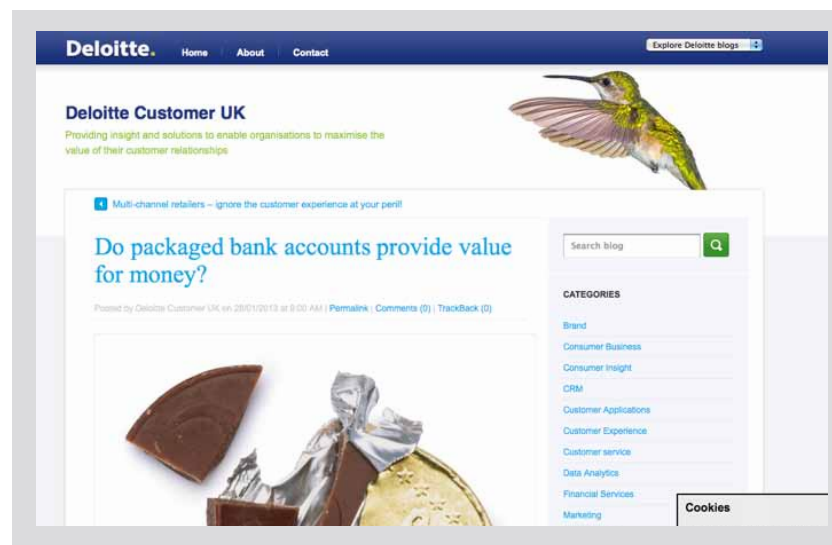 Deloitte. Home About Contact
Explore Deloitte blogs
Deloitte Customer UK
Providing insight and solutions to enable organisations to maximise the
value of their customer relationships
Multi-channel retailers – ignore the customer experience at your peril!
Do packaged bank accounts provide value
for money?
Posted by Deloitte Customer UK on 28/01/2013 at 9:00 AM | Permalink | Comments (0) | TrackBack (0)
Search blog
CATEGORIES
Brand
Consumer Business
Consumer Insight
CRM
Customer Applications
Customer Experience
Customer service
Data Analytics
Financial Services
Marketing
Cookies